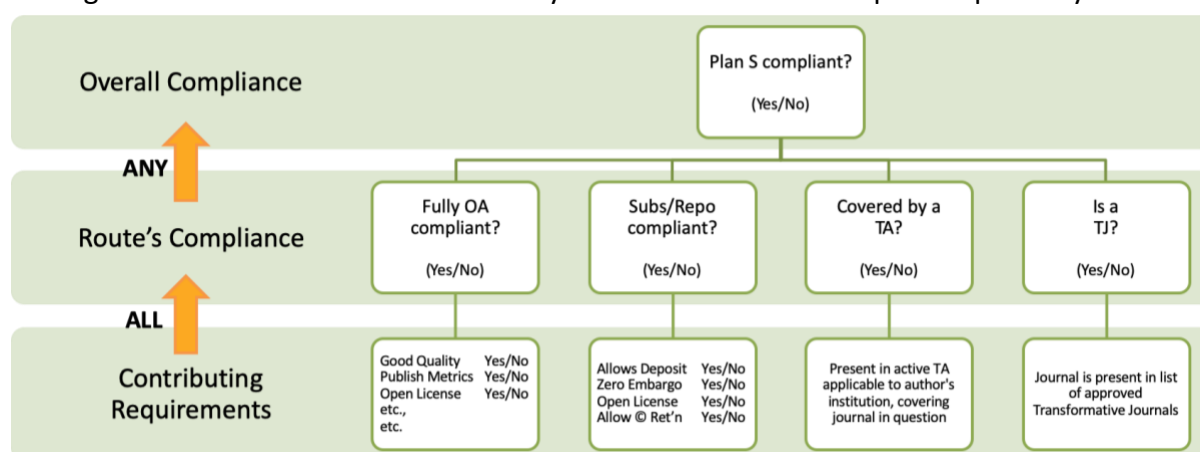 Overall Compliance
Plan S compliant?
(Yes/No)
ANY
Route's Compliance
Fully OA
compliant?
(Yes/No)
Subs/Repo
compliant?
(Yes/No)
Covered by a
TA?
(Yes/No)
Is a
TJ?
(Yes/No)
ALL
Contributing
Requirements
Good Quality Yes/No
Publish Metrics Yes/No
Open License Yes/No
etc.,
etc.
Allows Deposit Yes/No
Zero Embargo Yes/No
Open License Yes/No
Allow © Ret'n Yes/No
Present in active TA
applicable to author's
institution, covering
journal in question
Journal is present in list
of approved
Transformative Journals